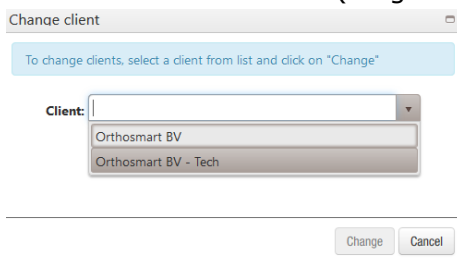 Change client
To change clients, select a client from list and click on "Change"
Client:
Orthosmart BV
Orthosmart BV - Tech
Change Cancel